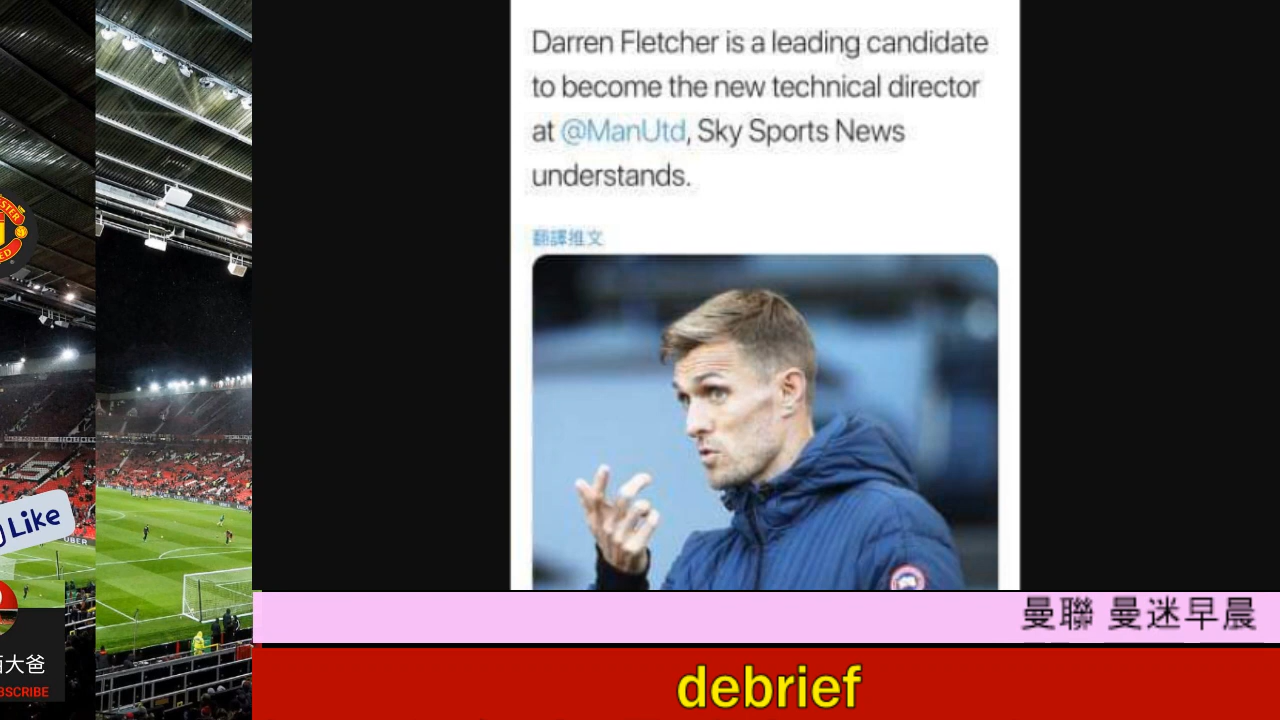 Darren Fletcher is a leading candidate
to become the new technical director
at @ManUtd, Sky Sports News
understands.
翻譯推文
Like
大爸
曼聯 曼迷早晨
debrief